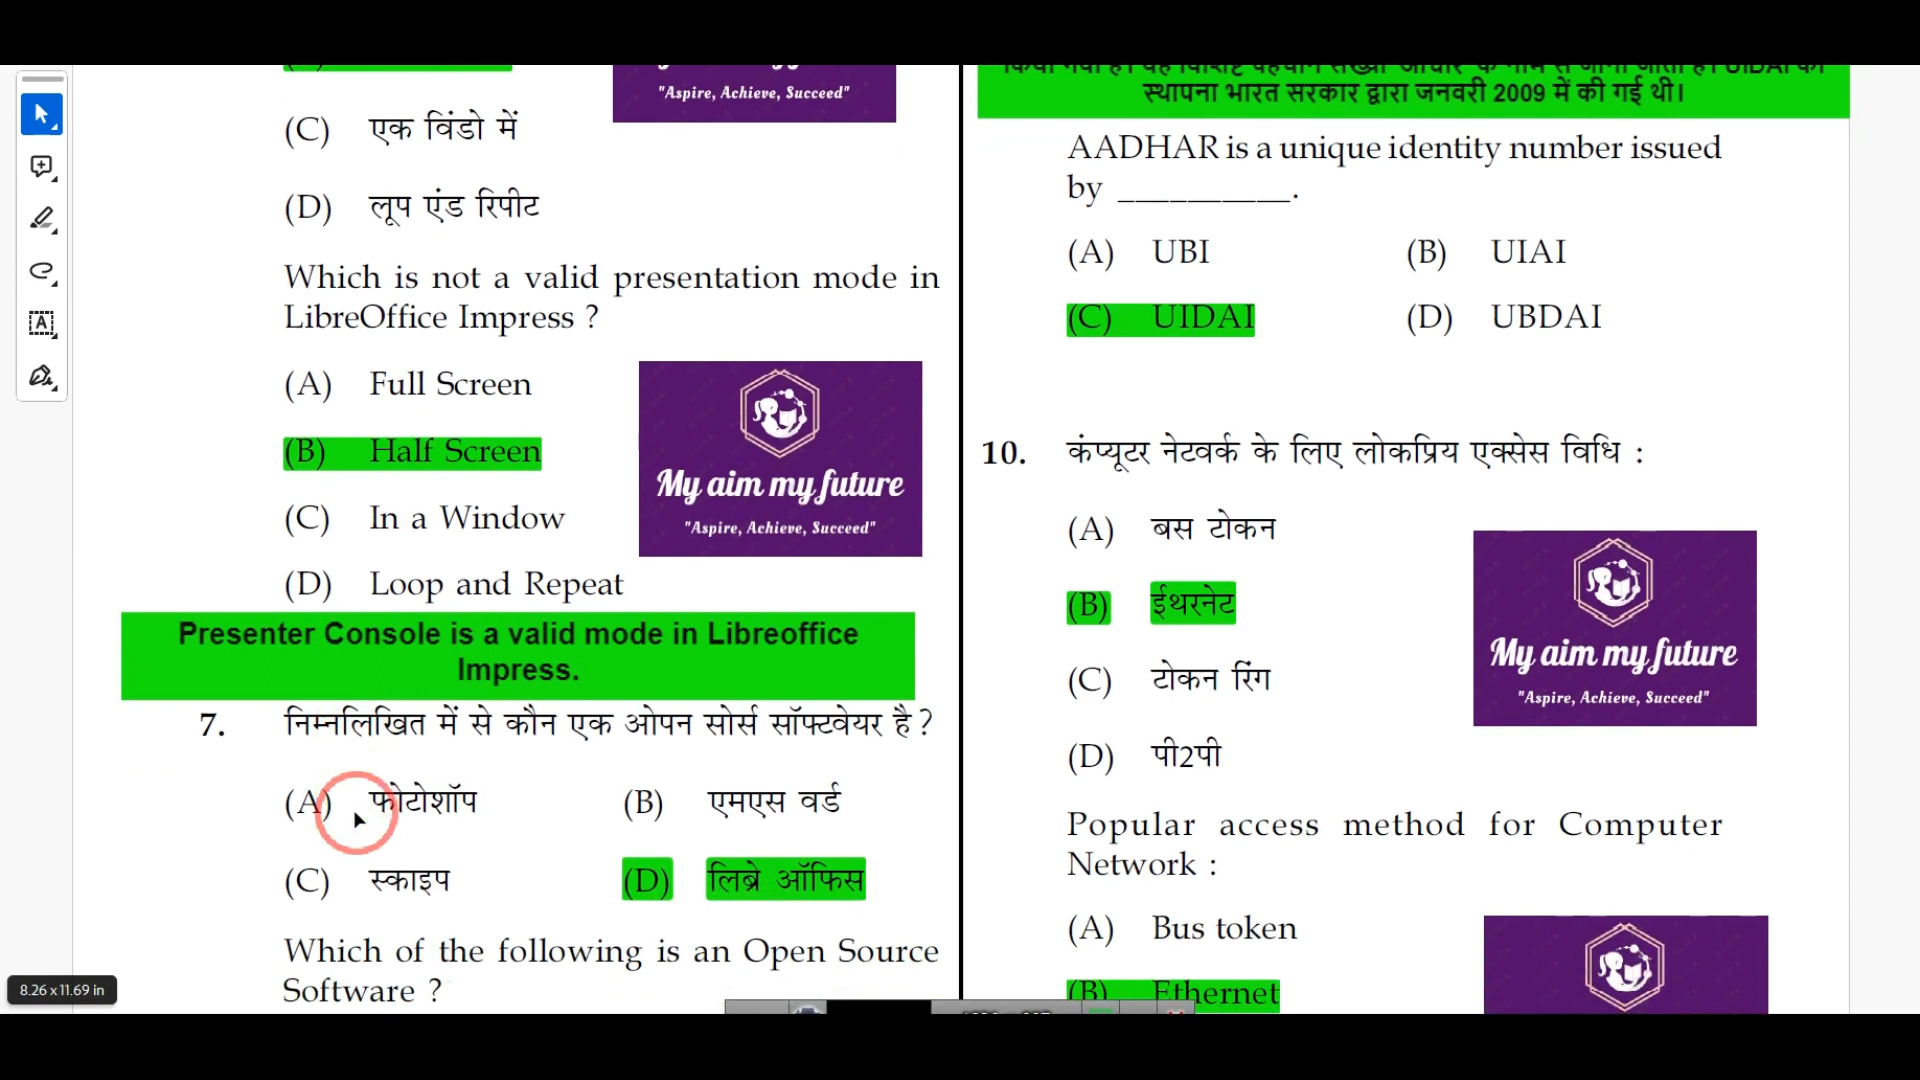 "Aspire, Achieve, Succeed"
(C) एक विंडो में
(D) लूप एंड रिपीट
Which is not a valid presentation mode in
LibreOffice Impress ?
(A) Full Screen
(B) Half Screen
(C) In a Window
(D) Loop and Repeat
My aim my future
"Aspire, Achieve, Succeed"
Presenter Console is a valid mode in Libreoffice
Impress.
7. निम्नलिखित में से कौन एक ओपन सोर्स सॉफ्टवेयर है ?
(A) फोटोशॉप (B) एमएस वर्ड
(C) स्काइप (D) लिब्रे ऑफिस
Which of the following is an Open Source
Software ?
8.26 x 11.69 in
स्थापना भारत सरकार द्वारा जनवरी 2009 में की गई थी।
AADHAR is a unique identity number issued
by __________.
(A) UBI (B) UIAI
(C) UIDAI (D) UBDAI
10. कंप्यूटर नेटवर्क के लिए लोकप्रिय एक्सेस विधि :
(A) बस टोकन
(B) ईथरनेट
(C) टोकन रिंग
(D) पी2पी
My aim my future
"Aspire, Achieve, Succeed"
Popular access method for Computer
Network :
(A) Bus token
(B) Ethernet